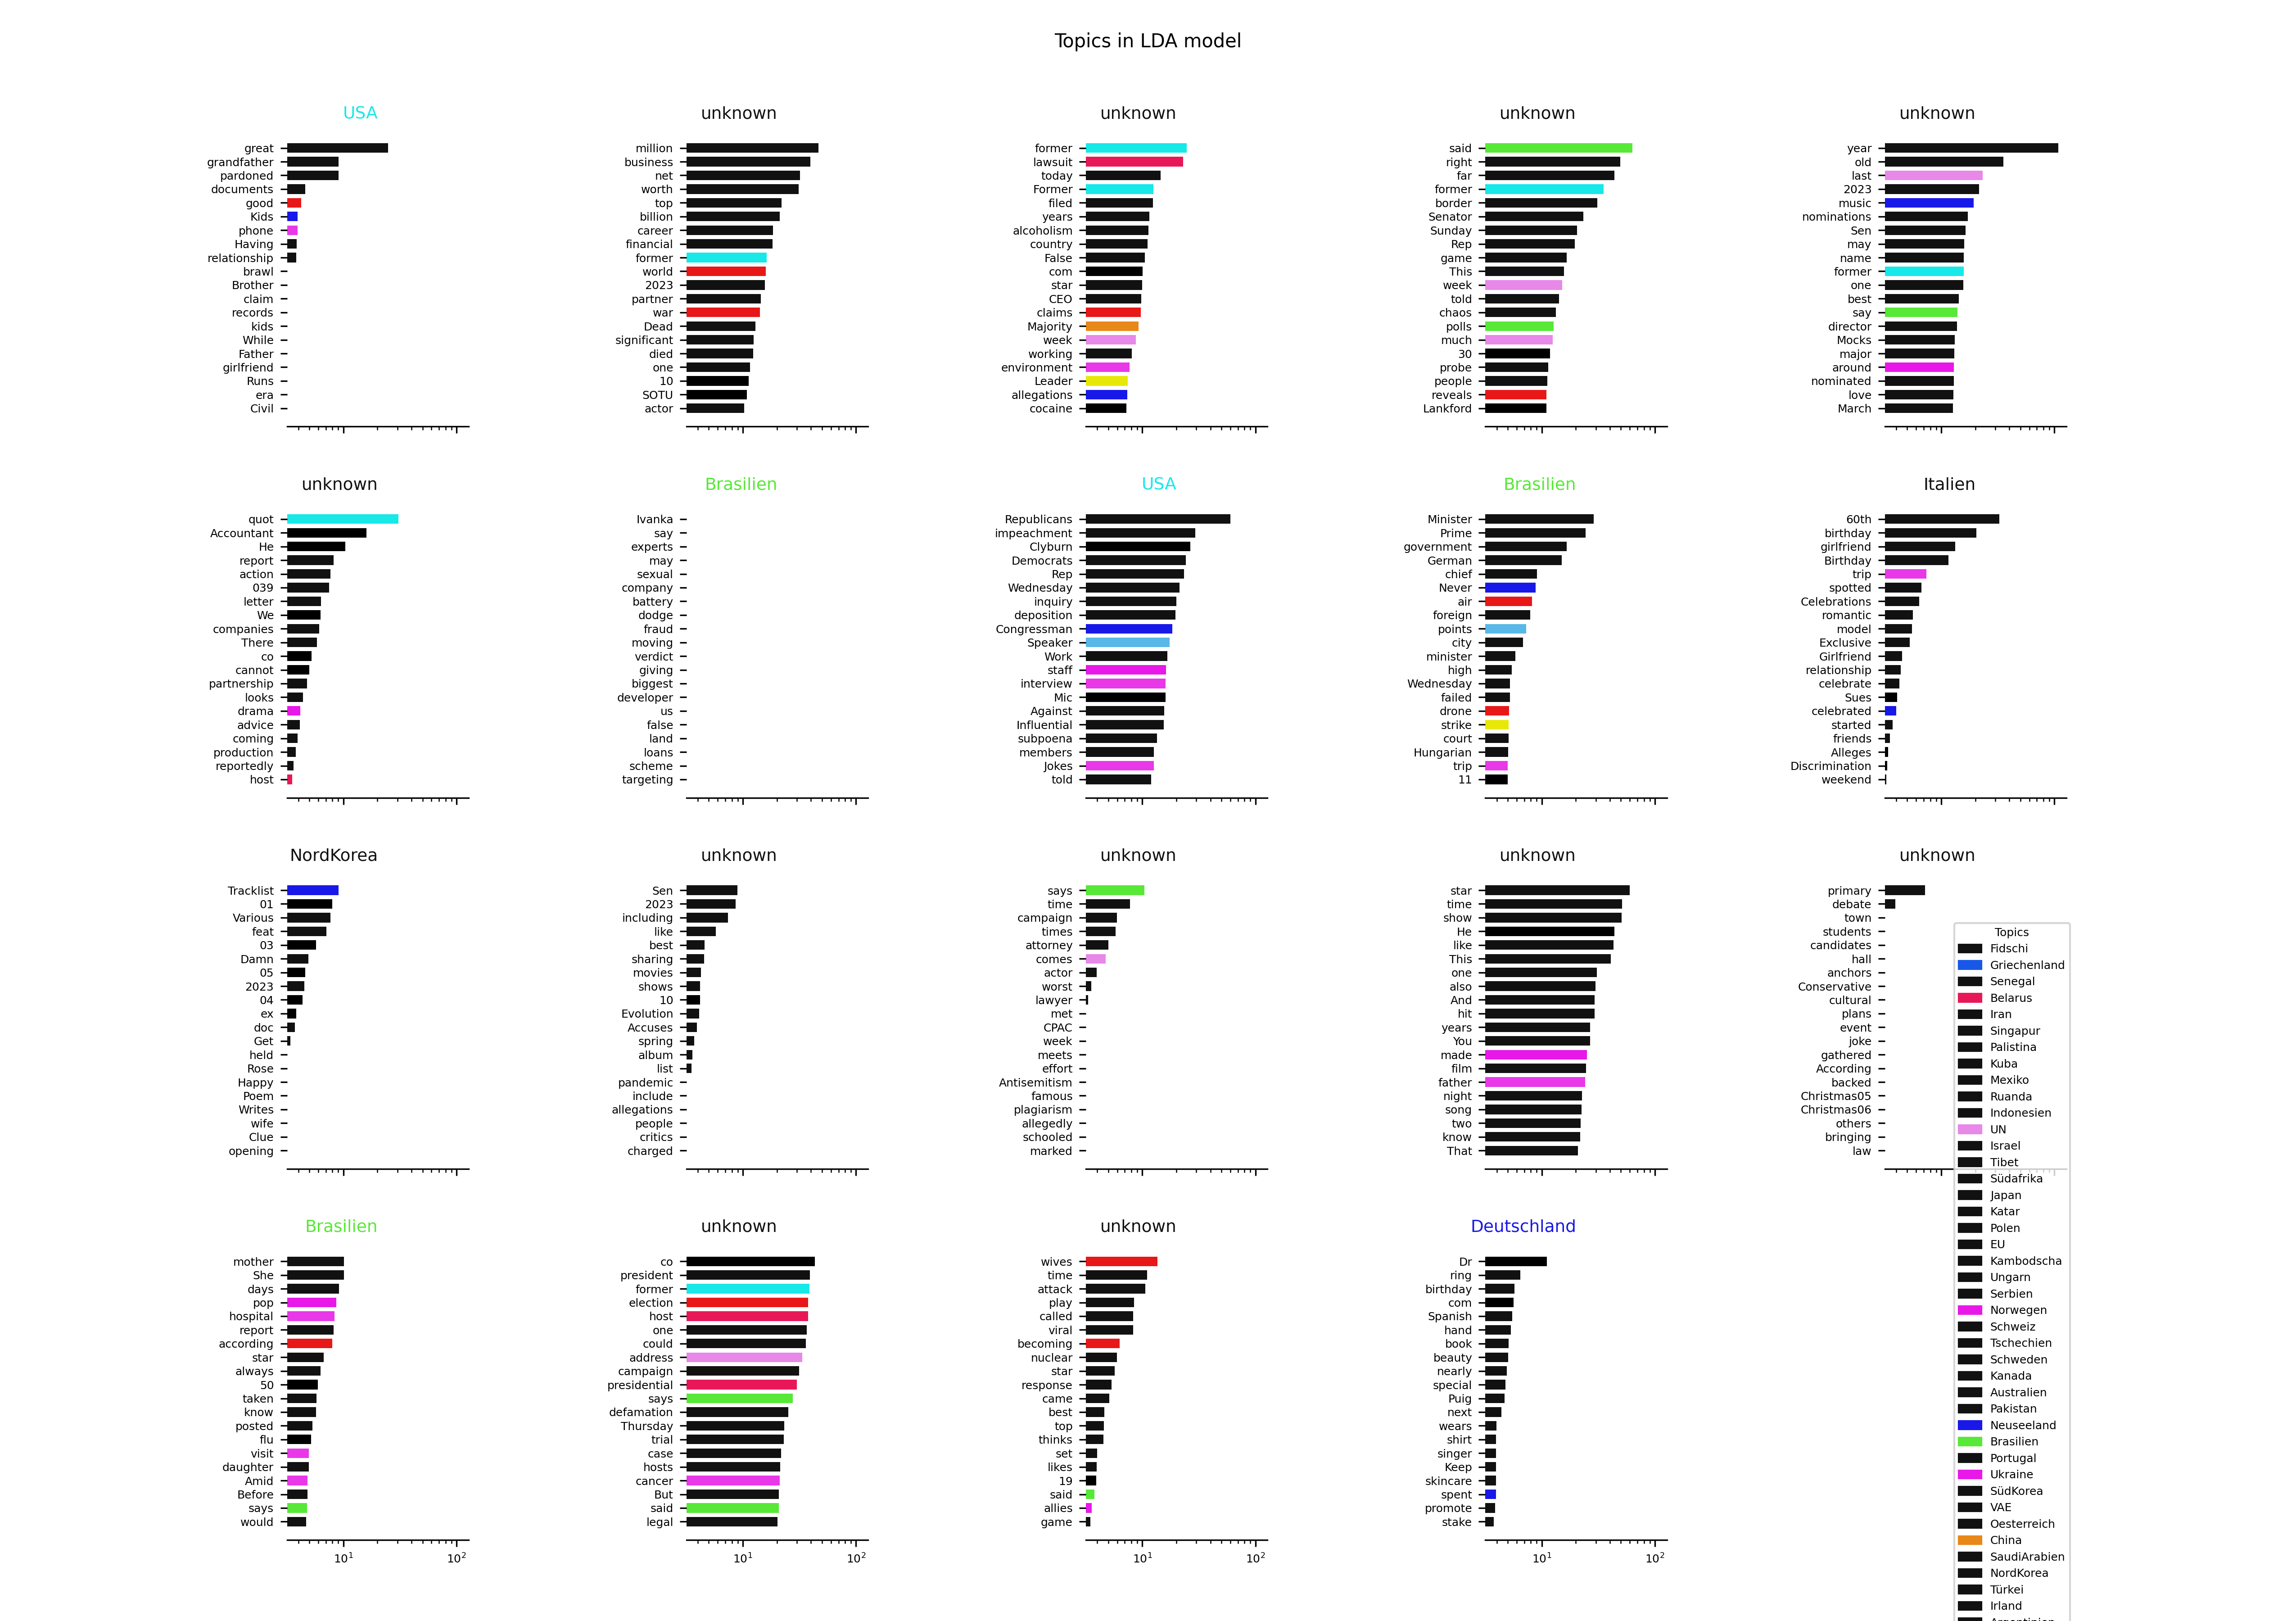 Topics in LDA model
USA
great
grandfather
pardoned
documents
good
Kids
phone
Having
relationship
brawl
Brother
claim
records
kids
While
Father
girlfriend
Runs
era
Civil
unknown
million
business
net
worth
top
billion
career
financial
former
world
2023
partner
war
Dead
significant
died
one
10
SOTU
actor
unknown
former
lawsuit
today
Former
filed
years
alcoholism
country
False
com
star
CEO
claims
Majority
week
working
environment
Leader
allegations
cocaine
unknown
said
right
far
former
border
Senator
Sunday
Rep
game
This
week
told
chaos
polls
much
30
probe
people
reveals
Lankford
unknown
year
old
last
2023
music
nominations
Sen
may
name
former
one
best
say
director
Mocks
major
around
nominated
love
March
unknown
quot
Accountant
He
report
action
039
letter
We
companies
There
co
cannot
partnership
looks
drama
advice
coming
production
reportedly
host
Brasilien
Ivanka
say
experts
may
sexual
company
battery
dodge
fraud
moving
verdict
giving
biggest
developer
us
false
land
loans
scheme
targeting
USA
Republicans
impeachment
Clyburn
Democrats
Rep
Wednesday
inquiry
deposition
Congressman
Speaker
Work
staff
interview
Mic
Against
Influential
subpoena
members
Jokes
told
Brasilien
Minister
Prime
government
German
chief
Never
air
foreign
points
city
minister
high
Wednesday
failed
drone
strike
court
Hungarian
trip
11
Italien
60th
birthday
girlfriend
Birthday
trip
spotted
Celebrations
romantic
model
Exclusive
Girlfriend
relationship
celebrate
Sues
celebrated
started
friends
Alleges
Discrimination
weekend
NordKorea
Tracklist
01
Various
feat
03
Damn
05
2023
04
ex
doc
Get
held
Rose
Happy
Poem
Writes
wife
Clue
opening
unknown
Sen
2023
including
like
best
sharing
movies
shows
10
Evolution
Accuses
spring
album
list
pandemic
include
allegations
people
critics
charged
unknown
says
time
campaign
times
attorney
comes
actor
worst
lawyer
met
CPAC
week
meets
effort
Antisemitism
famous
plagiarism
allegedly
schooled
marked
unknown
star
time
show
He
like
This
one
also
And
hit
years
You
made
film
father
night
song
two
know
That
unknown
primary
debate
town
students
candidates
hall
anchors
Conservative
cultural
plans
event
joke
gathered
According
backed
Christmas05
Christmas06
others
bringing
law
Brasilien
mother
She
days
pop
hospital
report
according
star
always
50
taken
know
posted
flu
visit
daughter
Amid
Before
says
would
10¹
10²
unknown
co
president
former
election
host
one
could
address
campaign
presidential
says
defamation
Thursday
trial
case
hosts
cancer
But
said
legal
10¹
10²
unknown
wives
time
attack
play
called
viral
becoming
nuclear
star
response
came
best
top
thinks
set
likes
19
said
allies
game
10¹
10²
Deutschland
Dr
ring
birthday
com
Spanish
hand
book
beauty
nearly
special
Puig
next
wears
shirt
singer
Keep
skincare
spent
promote
stake
10¹
10²
Topics
Fidschi
Griechenland
Senegal
Belarus
Iran
Singapur
Palistina
Kuba
Mexiko
Ruanda
Indonesien
UN
Israel
Tibet
Südafrika
Japan
Katar
Polen
EU
Kambodscha
Ungarn
Serbien
Norwegen
Schweiz
Tschechien
Schweden
Kanada
Australien
Pakistan
Neuseeland
Brasilien
Portugal
Ukraine
SüdKorea
VAE
Oesterreich
China
SaudiArabien
NordKorea
Türkei
Irland